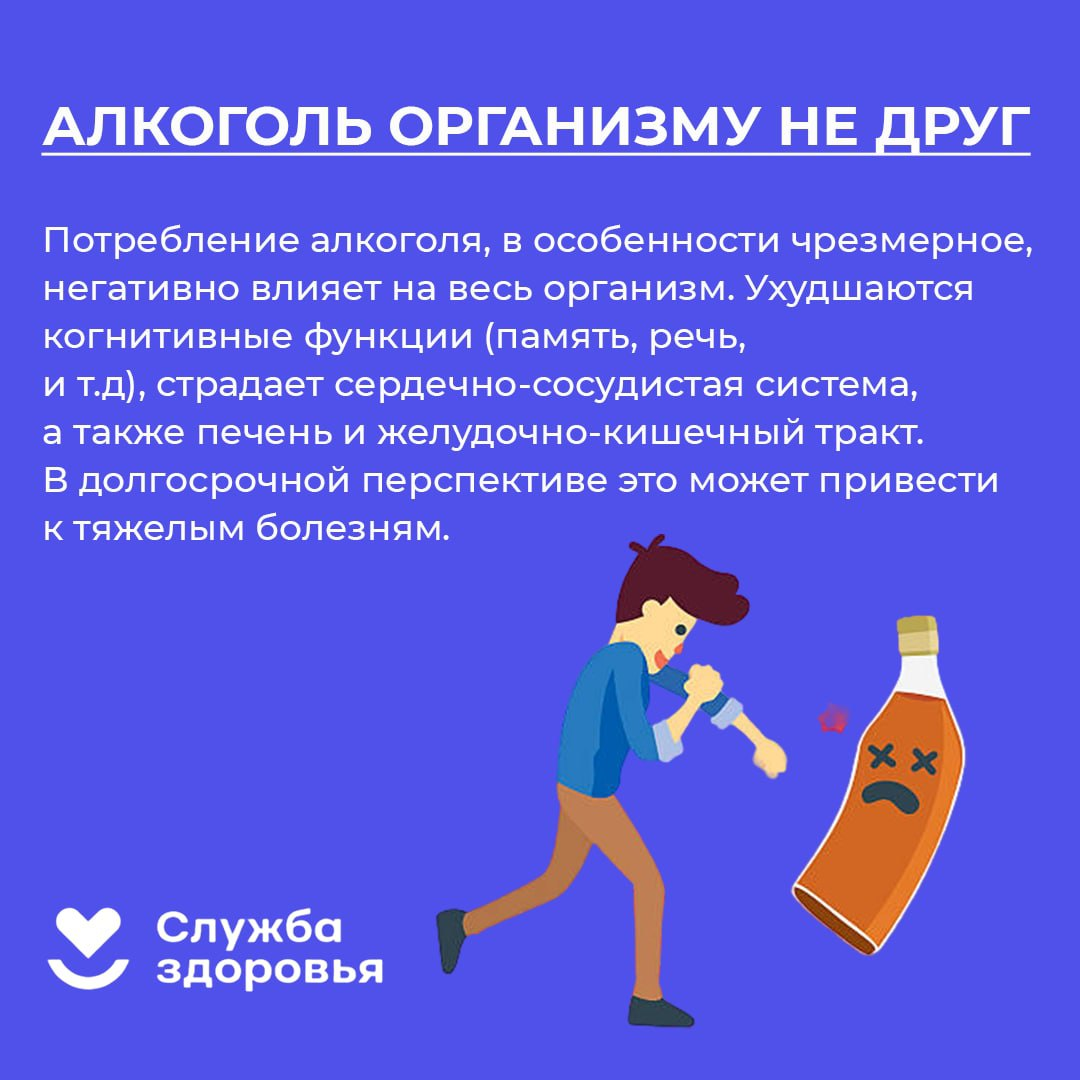 АЛКОГОЛЬ ОРГАНИЗМУ НЕ ДРУГ
Потребление алкоголя, в особенности чрезмерное,
негативно влияет на весь организм. Ухудшаются
когнитивные функции (память, речь,
и т.д), страдает сердечно-сосудистая система,
а также печень и желудочно-кишечный тракт.
В долгосрочной перспективе это может привести
к тяжелым болезням.
Служба
здоровья